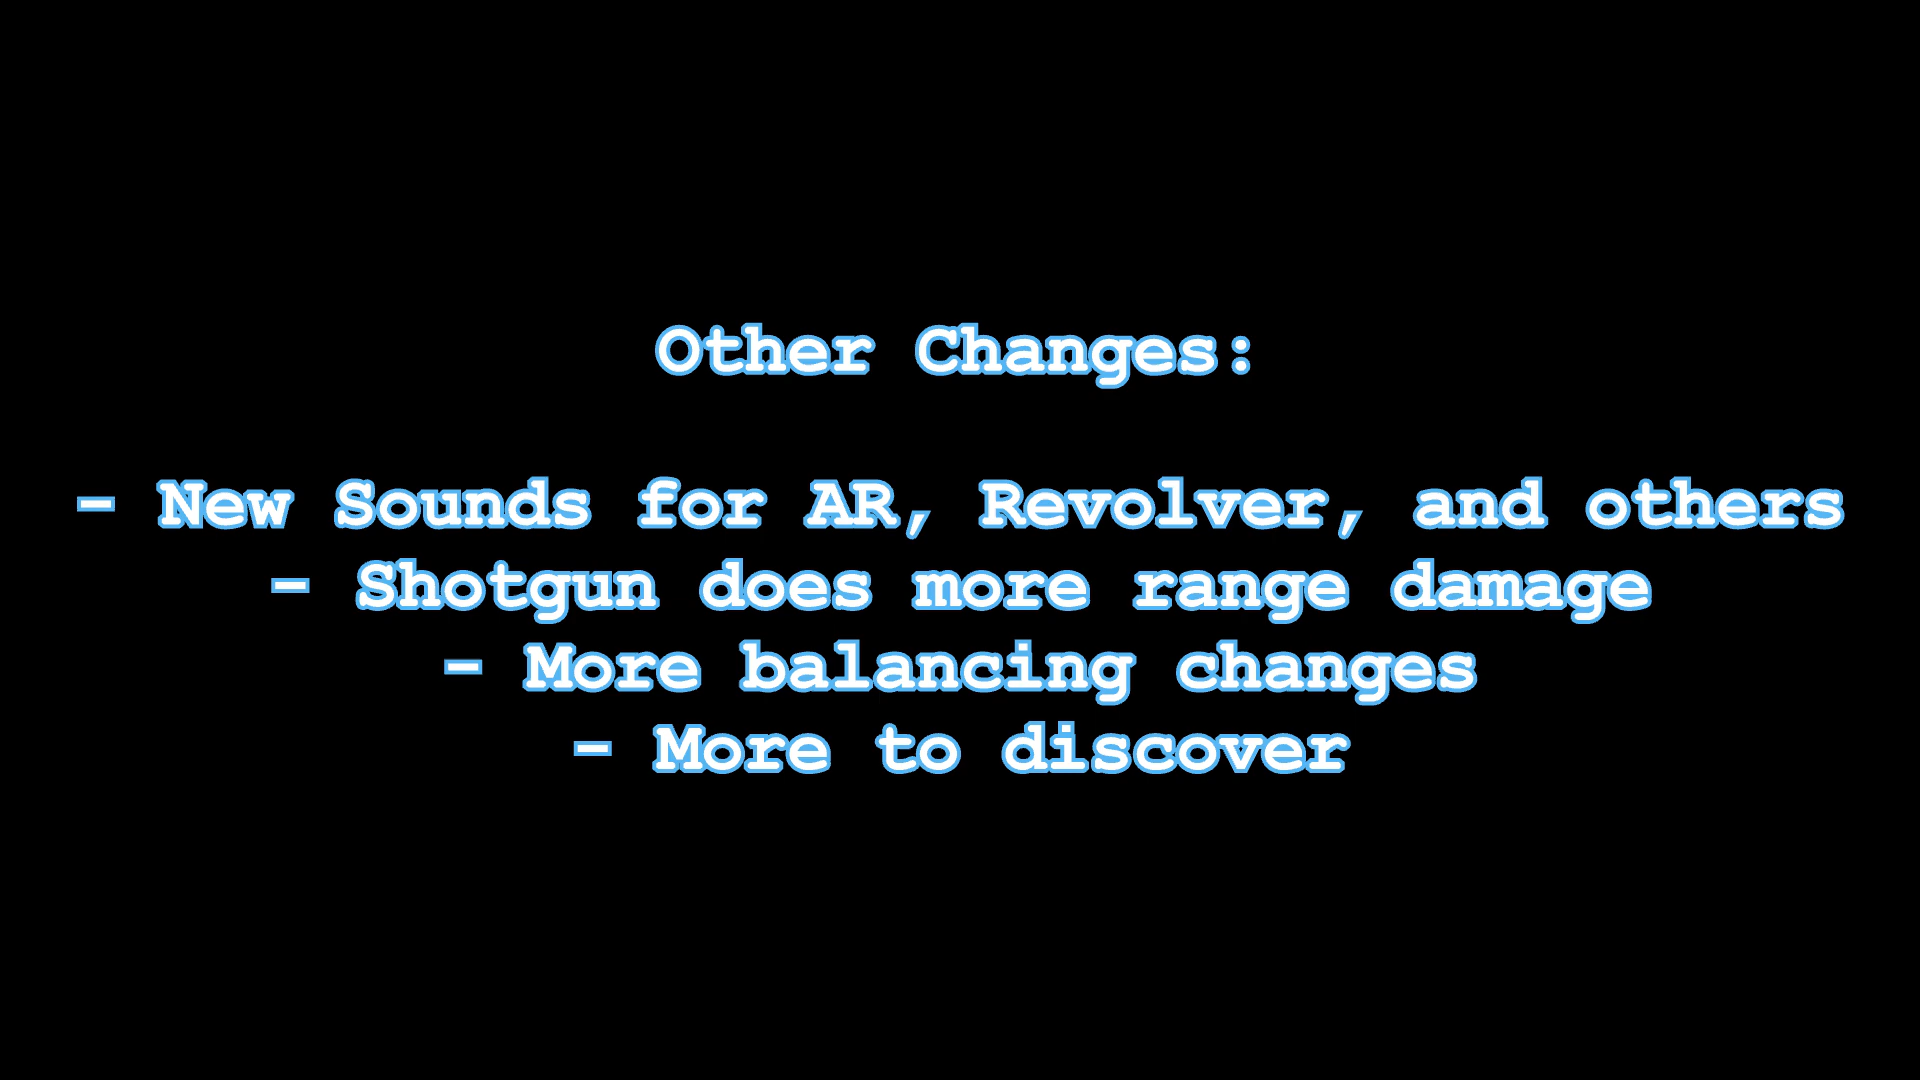 Other Changes:
- New Sounds for AR, Revolver, and others
- Shotgun does more range damage
- More balancing changes
- More to discover